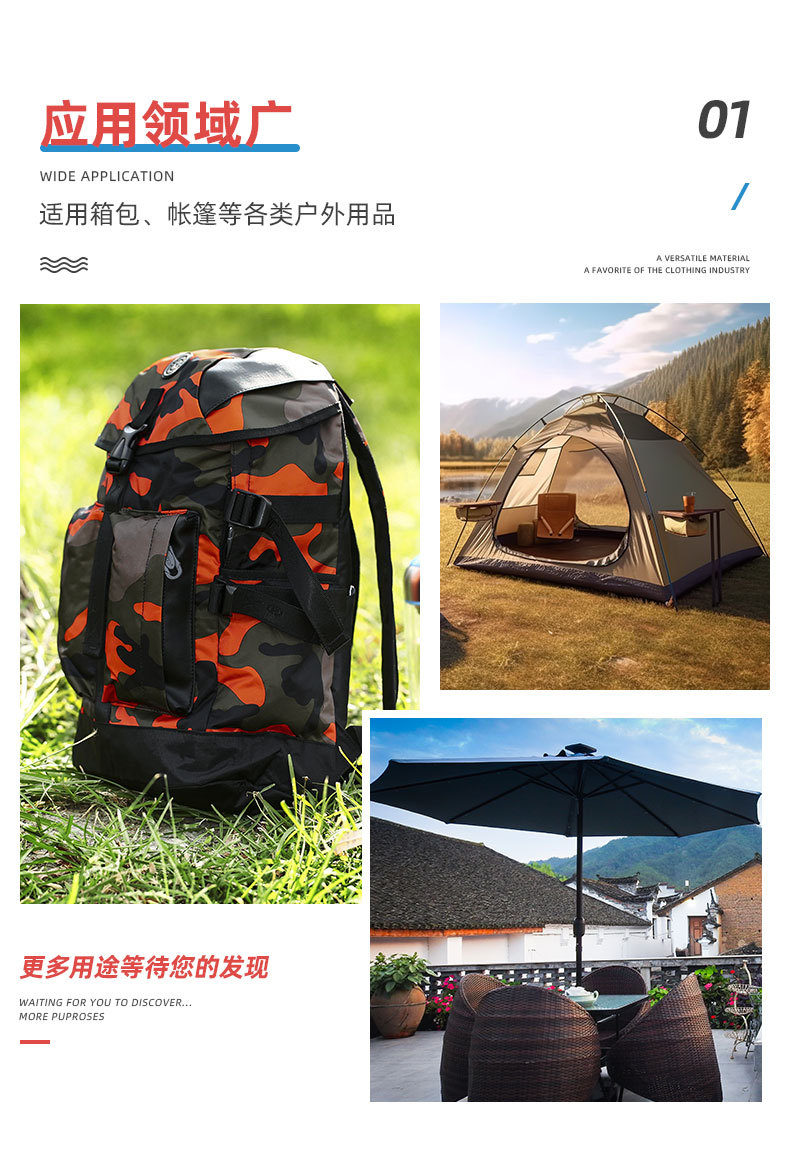 应用领域广
01
WIDE APPLICATION
适用箱包、帐篷等各类户外用品
/
A VERSATILE MATERIAL
A FAVORITE OF THE CLOTHING INDUSTRY
更多用途等待您的发现
WAITING FOR YOU TO DISCOVER...
MORE PUPROSES